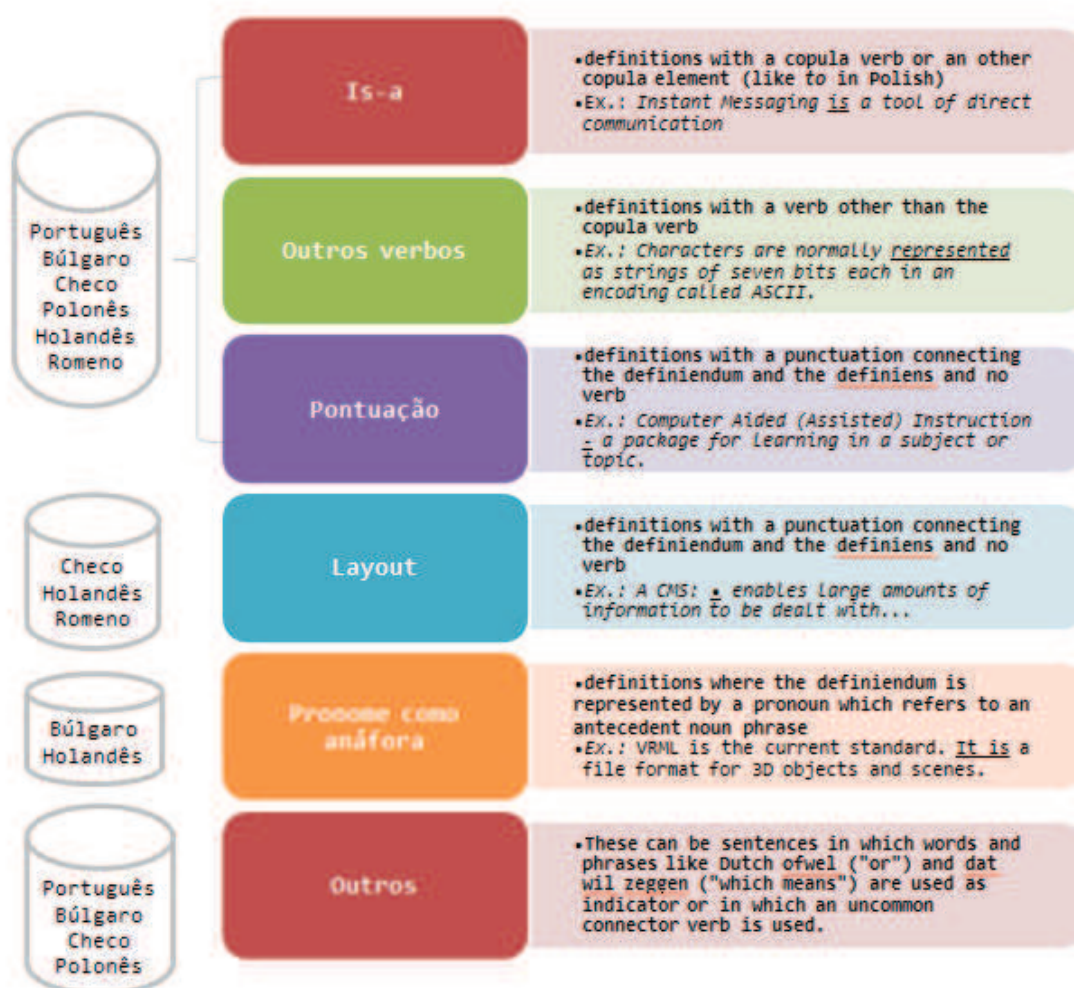 Português
Búlgaro
Checo
Polonês
Holandês
Romeno
Is-a
•definitions with a copula verb or an other
copula element (like to in Polish)
•Ex.: Instant Messaging is a tool of direct
communication
Outros verbos
•definitions with a verb other than the
copula verb
•Ex.: Characters are normally represented
as strings of seven bits each in an
encoding called ASCII.
Pontuação
•definitions with a punctuation connecting
the definiendum and the definiens and no
verb
•Ex.: Computer Aided (Assisted) Instruction
- a package for learning in a subject or
topic.
Checo
Holandês
Romeno
Layout
•definitions with a punctuation connecting
the definiendum and the definiens and no
verb
•Ex.: A CMS: • enables large amounts of
information to be dealt with...
Búlgaro
Holandês
Pronome como
anáfora
•definitions where the definiendum is
represented by a pronoun which refers to an
antecedent noun phrase
•Ex.: VRML is the current standard. It is a
file format for 3D objects and scenes.
Português
Búlgaro
Checo
Polonês
Outros
•These can be sentences in which words and
phrases like Dutch ofwel ("or") and dat
wil zeggen ("which means") are used as
indicator or in which an uncommon
connector verb is used.